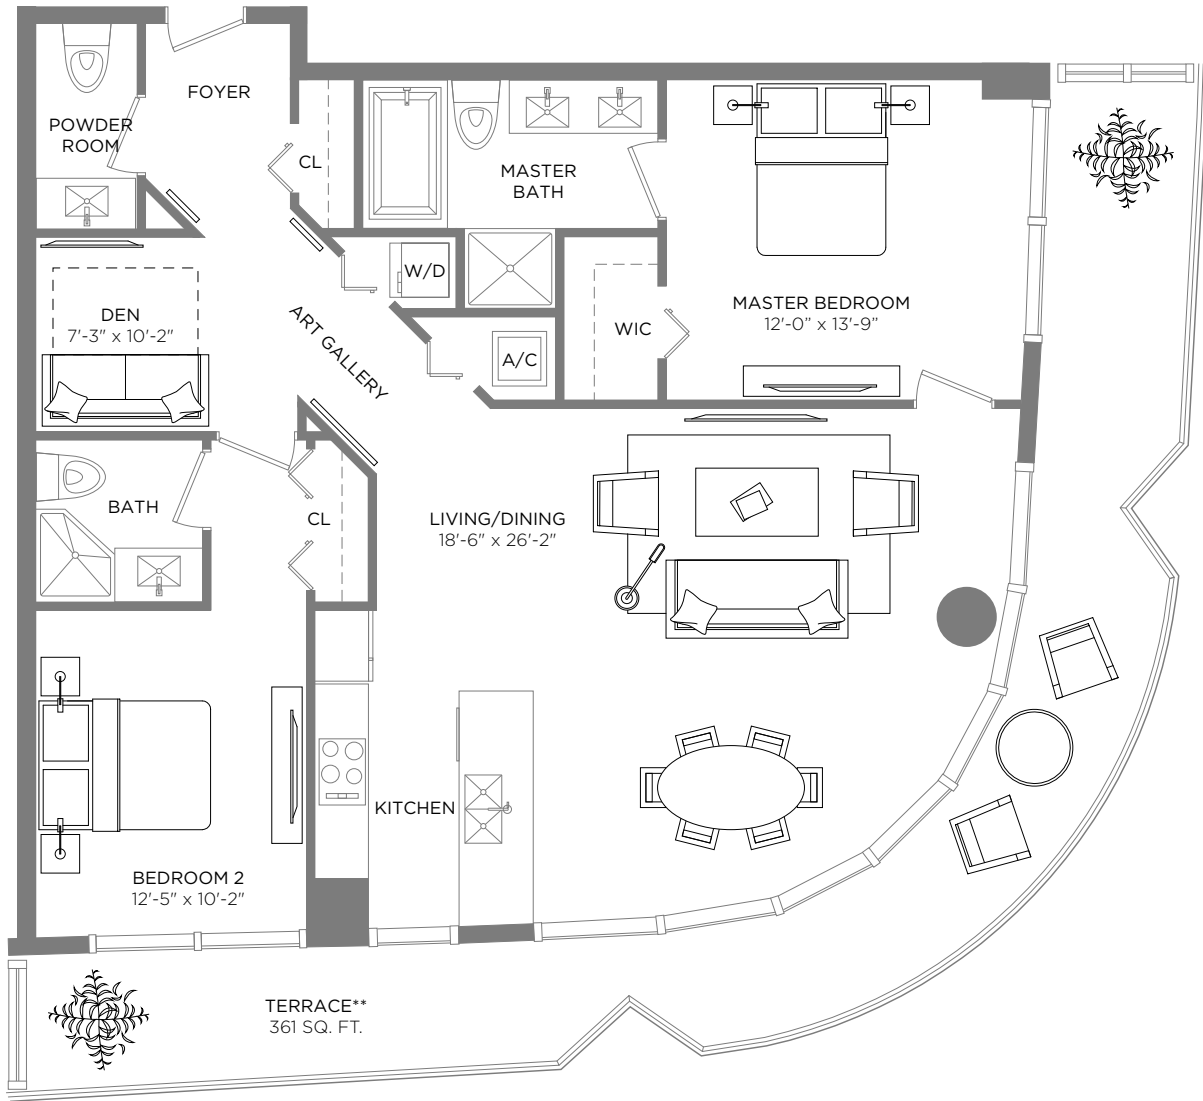 FOYER
POWDER
ROOM
CL
MASTER
BATH
W/D
DEN
7'-3" x 10'-2"
ART GALLERY
WIC
MASTER BEDROOM
12'-0” x 13'-9”
A/C
BATH
CL
LIVING/DINING
18'-6" x 26'-2"
KITCHEN
BEDROOM 2
12'-5" x 10'-2"
TERRACE**
361 SQ. FT.